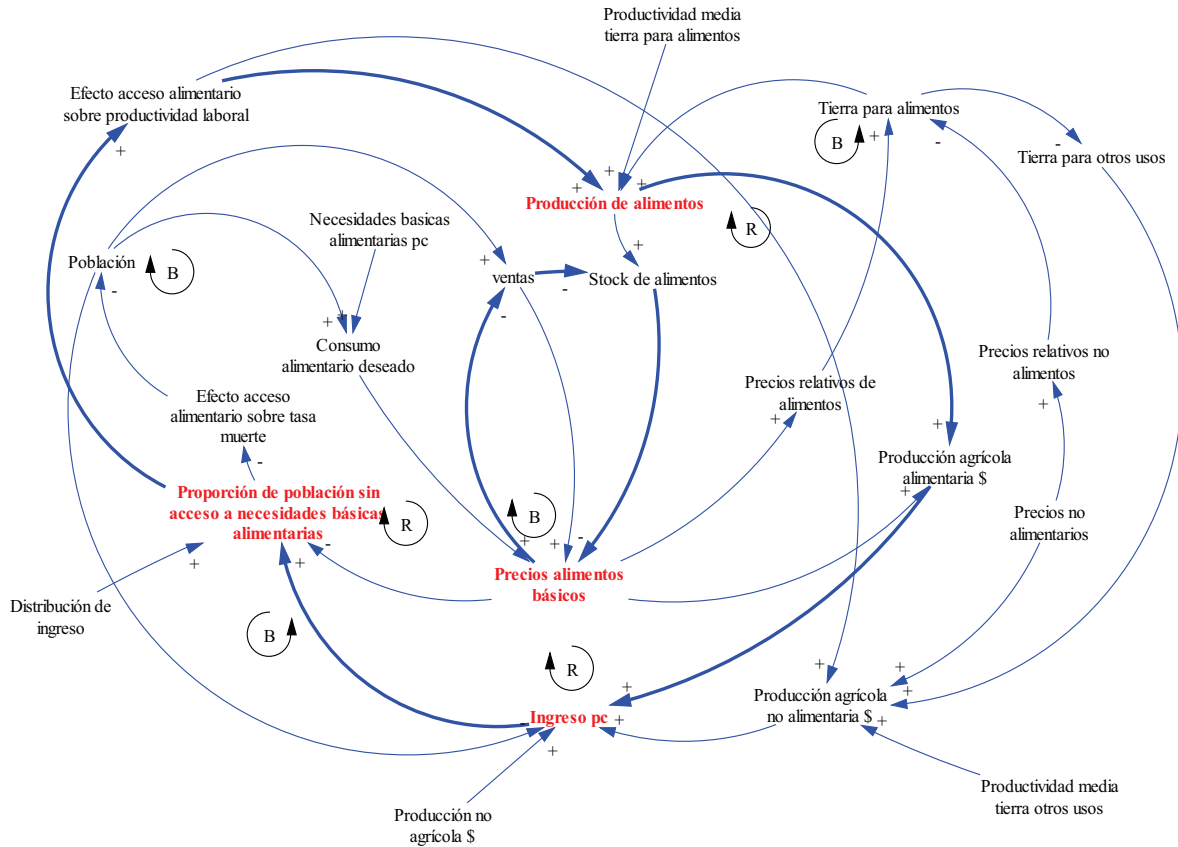 Productividad media
tierra para alimentos
Efecto acceso alimentario
sobre productividad laboral
+
Tierra para alimentos
B
+
-
-
Tierra para otros usos
+
+
+
Producción de alimentos
R
Necesidades basicas
alimentarias pc
Población
B
-
+
ventas
-
-
+
Stock de alimentos
+
+
Consumo
alimentario deseado
Precios relativos no
alimentos
+
Precios relativos de
alimentos
+
Efecto acceso
alimentario sobre tasa
muerte
-
+
Producción agrícola
alimentaria $
+
Proporción de población sin
acceso a necesidades básicas
alimentarias
R
B
Precios no
alimentarios
+
+
-
-
+
+
Precios alimentos
básicos
Distribución de
ingreso
B
R
+
+
+
+
Producción agrícola
no alimentaria $
+
-
Ingreso pc
+
+
Productividad media
tierra otros usos
Producción no
agrícola $